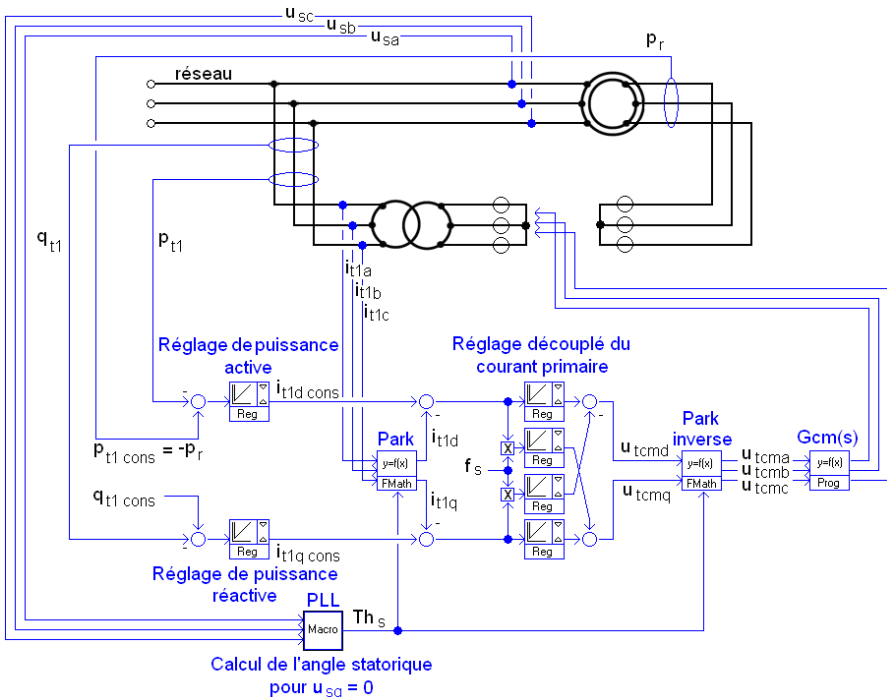 u sc
u sb
u sa
p r
réseau
q t1
p t1
i t1a
i t1b
i t1c
Réglage de puissance
active
Réglage découplé du
courant primaire
- Reg
i t1d cons
-
Reg
-
Park
inverse
Gcm(s)
Park
i t1d
X
Reg
u tcmd
u tcma
u tcmb
u tcmc
p t1 cons = -p r
y=f(x)
FMath
f s
y=f(x)
FMath
y=f(x)
Prog
q t1 cons
i t1q
X
Reg
u tcmq
-
Reg
i t1q cons
-
Reg
-
Réglage de puissance
réactive
PLL
Macro
Th s
Calcul de l'angle statorique
pour u sq = 0